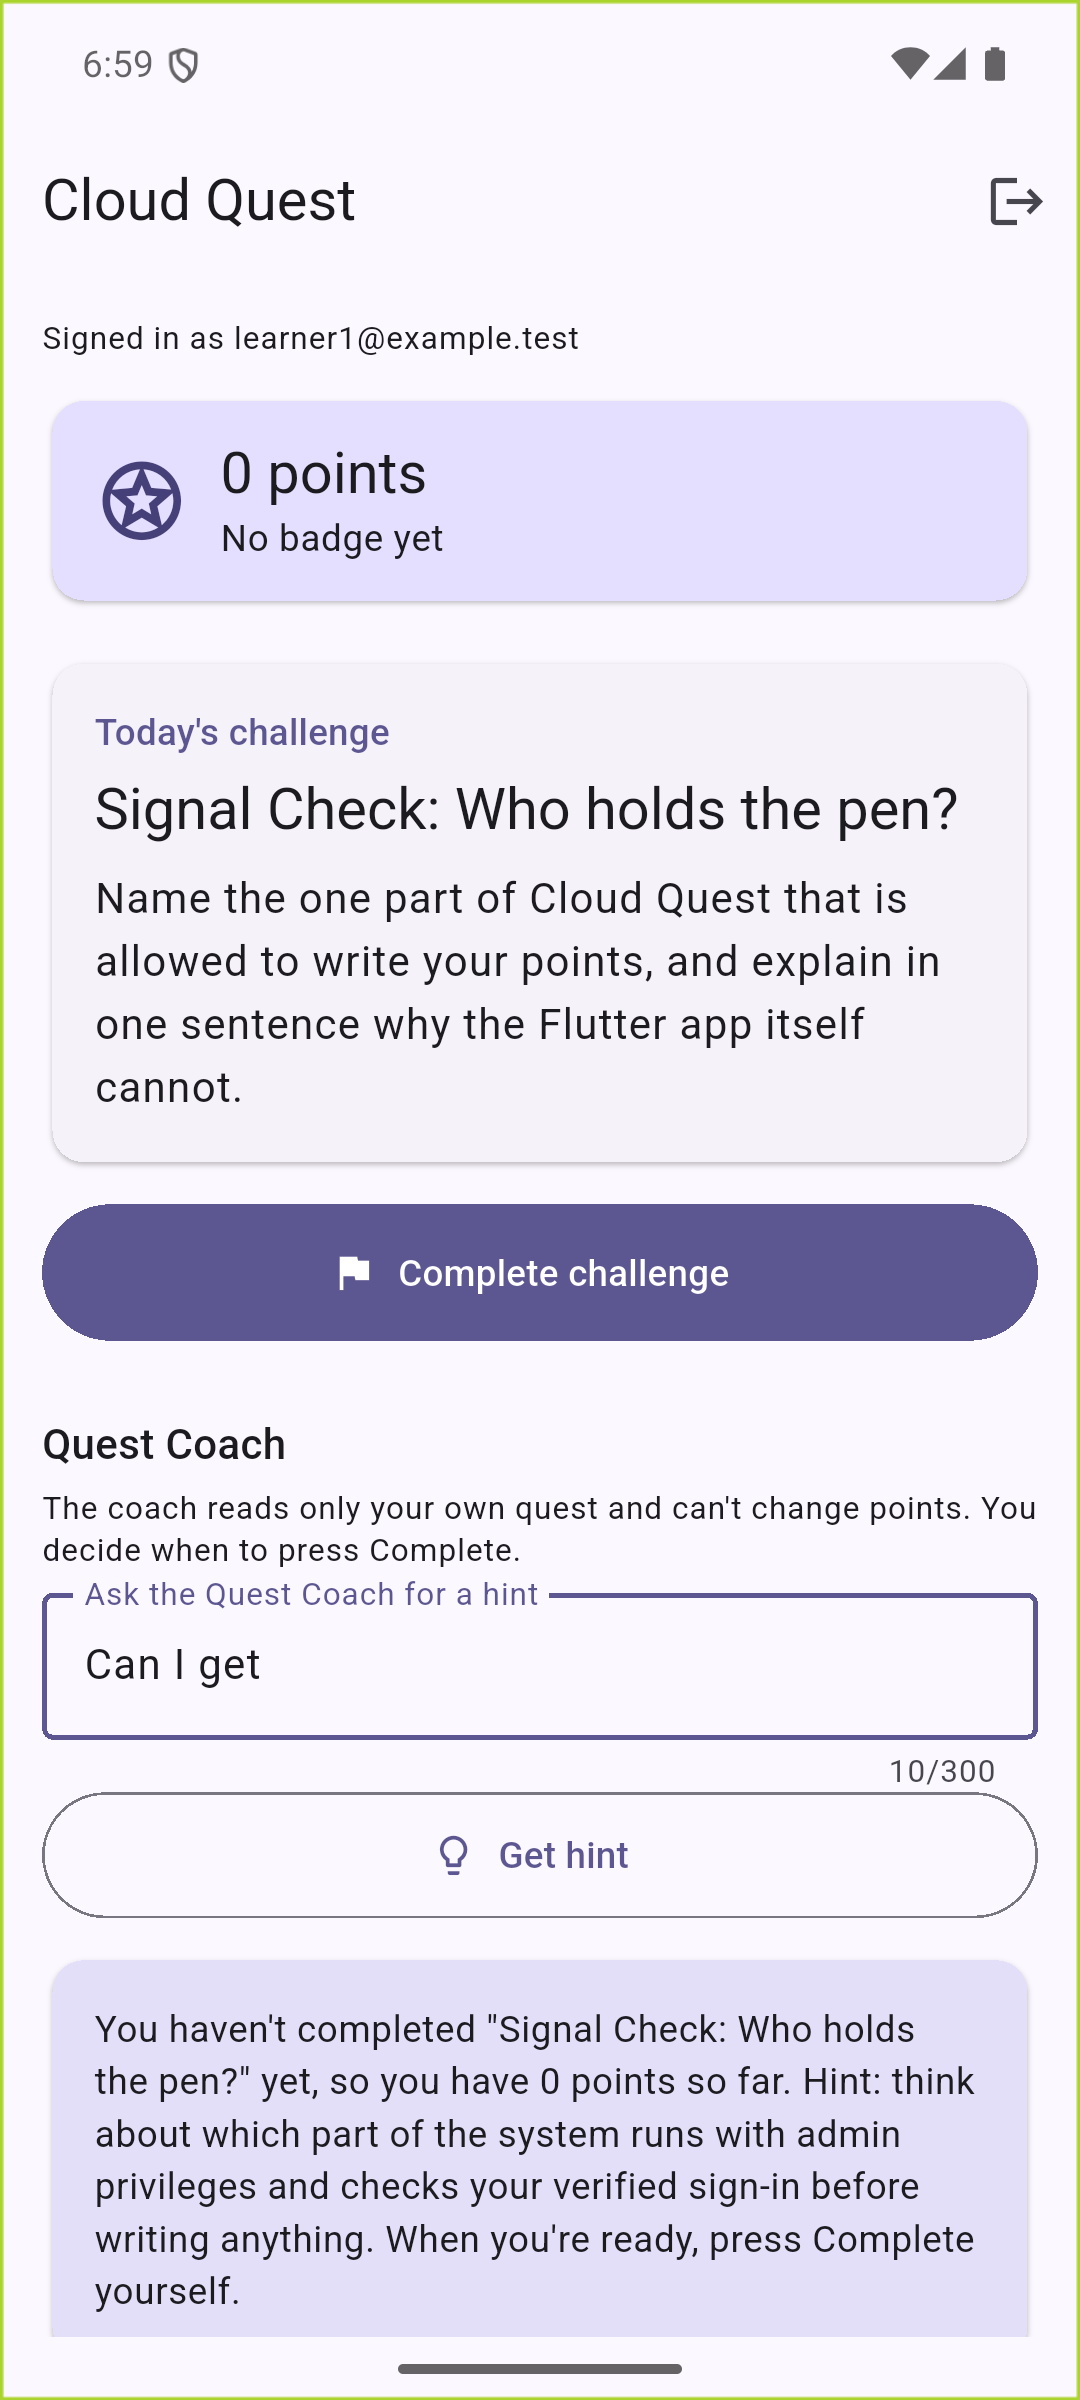 6:59
Cloud Quest
Signed in as learner1@example.test
0 points
No badge yet
Today's challenge
Signal Check: Who holds the pen?
Name the one part of Cloud Quest that is
allowed to write your points, and explain in
one sentence why the Flutter app itself
cannot.
Complete challenge
Quest Coach
The coach reads only your own quest and can't change points. You
decide when to press Complete.
Ask the Quest Coach for a hint
Can I get
10/300
Get hint
You haven't completed "Signal Check: Who holds
the pen?" yet, so you have 0 points so far. Hint: think
about which part of the system runs with admin
privileges and checks your verified sign-in before
writing anything. When you're ready, press Complete
yourself.